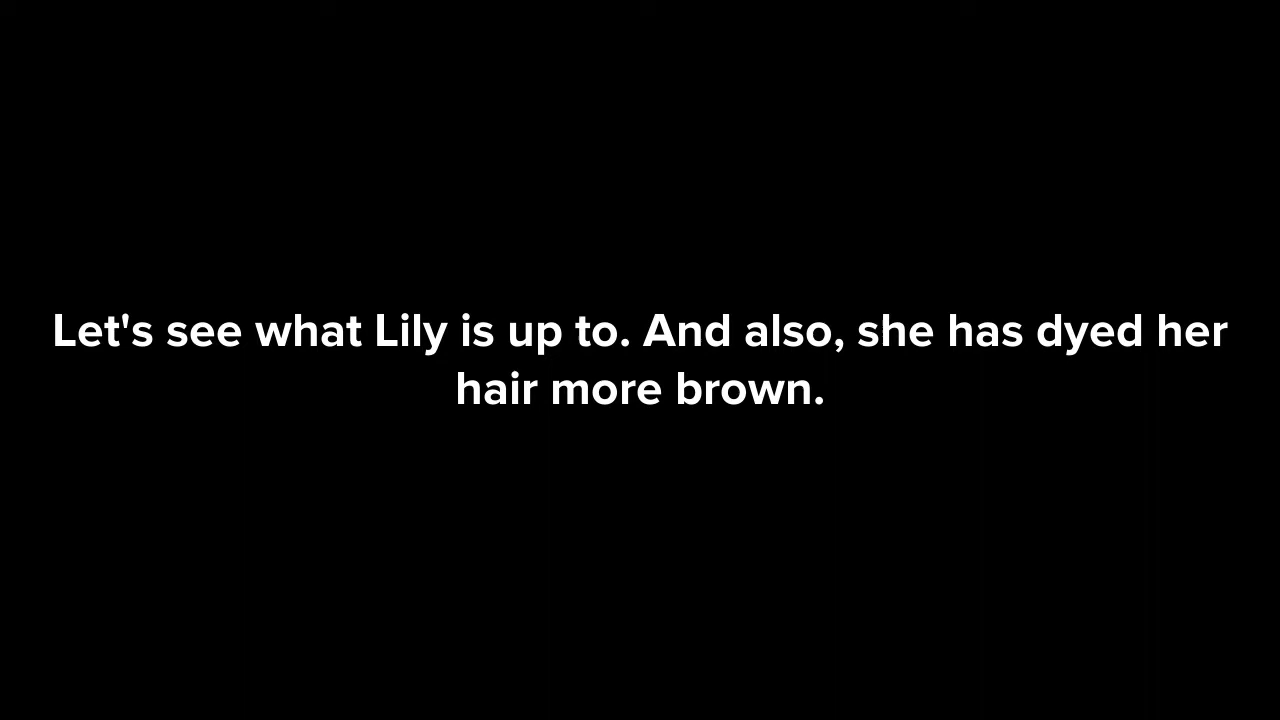 Let's see what Lily is up to. And also, she has dyed her
hair more brown.